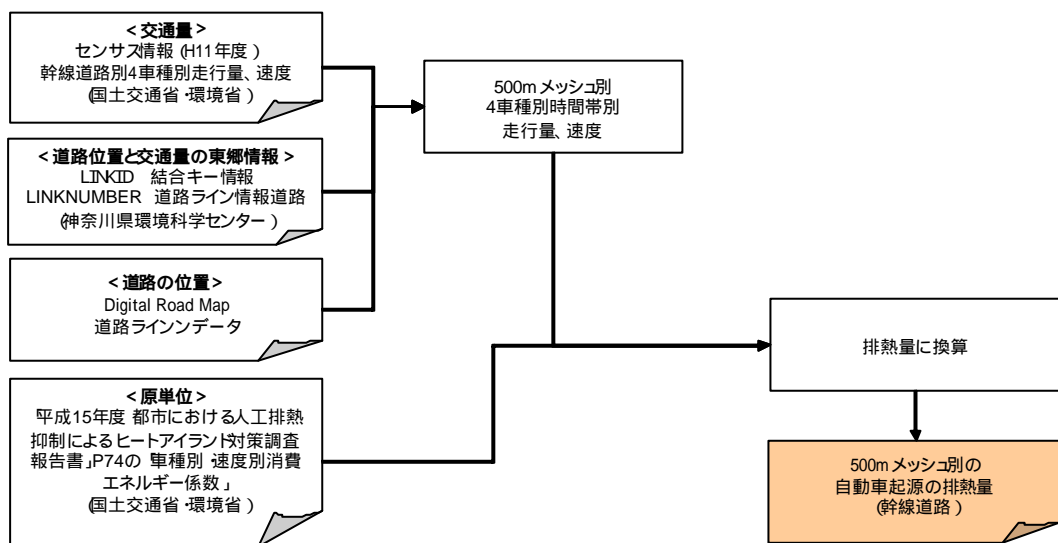 <交通量>
センサス情報(H11年度)
幹線道路別4車種別走行量、速度
(国土交通省・環境省)
<道路位置と交通量の東郷情報>
LINKID 結合キー情報
LINKNUMBER 道路ライン情報道路
(神奈川県環境科学センター)
<道路の位置>
Digital Road Map
道路ラインンデータ
<原単位>
「平成15年度 都市における人工排熱
抑制によるヒートアイランド対策調査
報告書」P74の「車種別・速度別消費
エネルギー係数」
(国土交通省・環境省)
500mメッシュ別
4車種別時間帯別
走行量、速度
排熱量に換算
500mメッシュ別の
自動車起源の排熱量
(幹線道路)